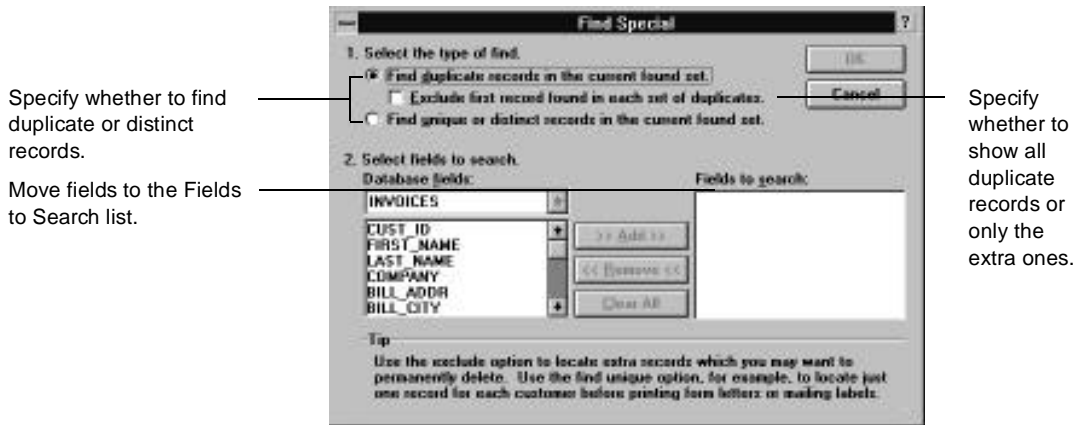 Find Special
?
1. Select the type of find.
Find duplicate records in the current found set.
Exclude first record found in each set of duplicates.
Find unique or distinct records in the current found set.
OK
Cancel
Specify whether to find
duplicate or distinct
records.
Move fields to the Fields
to Search list.
Specify
whether to
show all
duplicate
records or
only the
extra ones.
2. Select fields to search.
Database fields:
INVOICES
CUST_ID
FIRST_NAME
LAST_NAME
COMPANY
BILL_ADDR
BILL_CITY
>> Add >>
<< Remove <<
Clear All
Fields to search:
Tip
Use the exclude option to locate extra records which you may want to
permanently delete. Use the find unique option, for example, to locate just
one record for each customer before printing form letters or mailing labels.